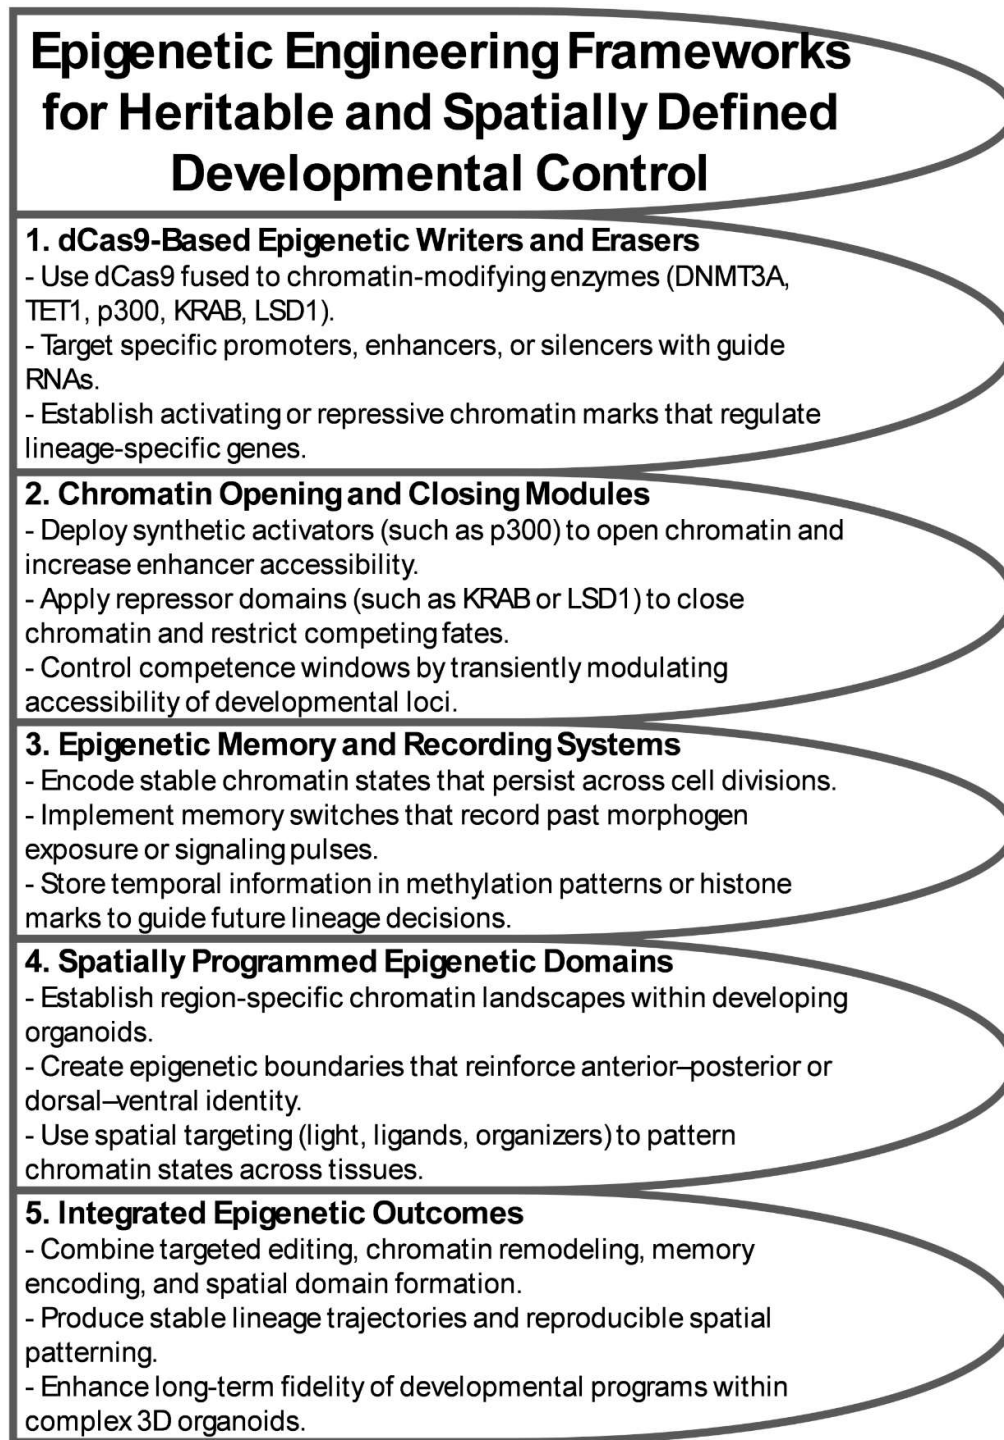 Epigenetic Engineering Frameworks
for Heritable and Spatially Defined
Developmental Control
1. dCas9-Based Epigenetic Writers and Erasers
- Use dCas9 fused to chromatin-modifying enzymes (DNMT3A,
TET1, p300, KRAB, LSD1).
- Target specific promoters, enhancers, or silencers with guide
RNAs.
- Establish activating or repressive chromatin marks that regulate
lineage-specific genes.
2. Chromatin Opening and Closing Modules
- Deploy synthetic activators (such as p300) to open chromatin and
increase enhancer accessibility.
- Apply repressor domains (such as KRAB or LSD1) to close
chromatin and restrict competing fates.
- Control competence windows by transiently modulating
accessibility of developmental loci.
3. Epigenetic Memory and Recording Systems
- Encode stable chromatin states that persist across cell divisions.
- Implement memory switches that record past morphogen
exposure or signaling pulses.
- Store temporal information in methylation patterns or histone
marks to guide future lineage decisions.
4. Spatially Programmed Epigenetic Domains
- Establish region-specific chromatin landscapes within developing
organoids.
- Create epigenetic boundaries that reinforce anterior–posterior or
dorsal–ventral identity.
- Use spatial targeting (light, ligands, organizers) to pattern
chromatin states across tissues.
5. Integrated Epigenetic Outcomes
- Combine targeted editing, chromatin remodeling, memory
encoding, and spatial domain formation.
- Produce stable lineage trajectories and reproducible spatial
patterning.
- Enhance long-term fidelity of developmental programs within
complex 3D organoids.